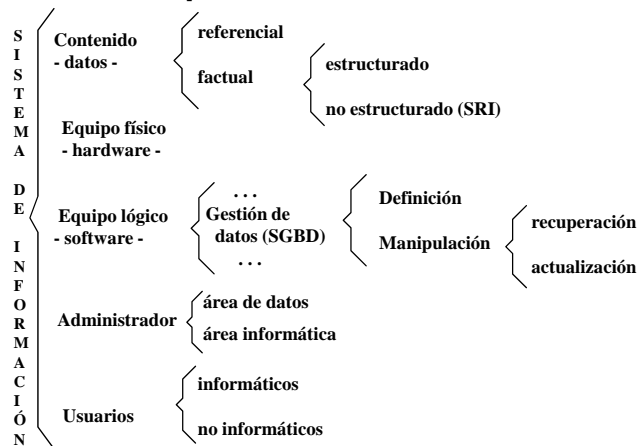 SISTEMA DE INFORMACIÓN
Contenido
- datos -
referencial
factual
estructurado
no estructurado (SRI)
Equipo físico
- hardware -
Equipo lógico
- software -
. . .
Gestión de
datos (SGBD)
. . .
Definición
Manipulación
recuperación
actualización
Administrador
área de datos
área informática
Usuarios
informáticos
no informáticos